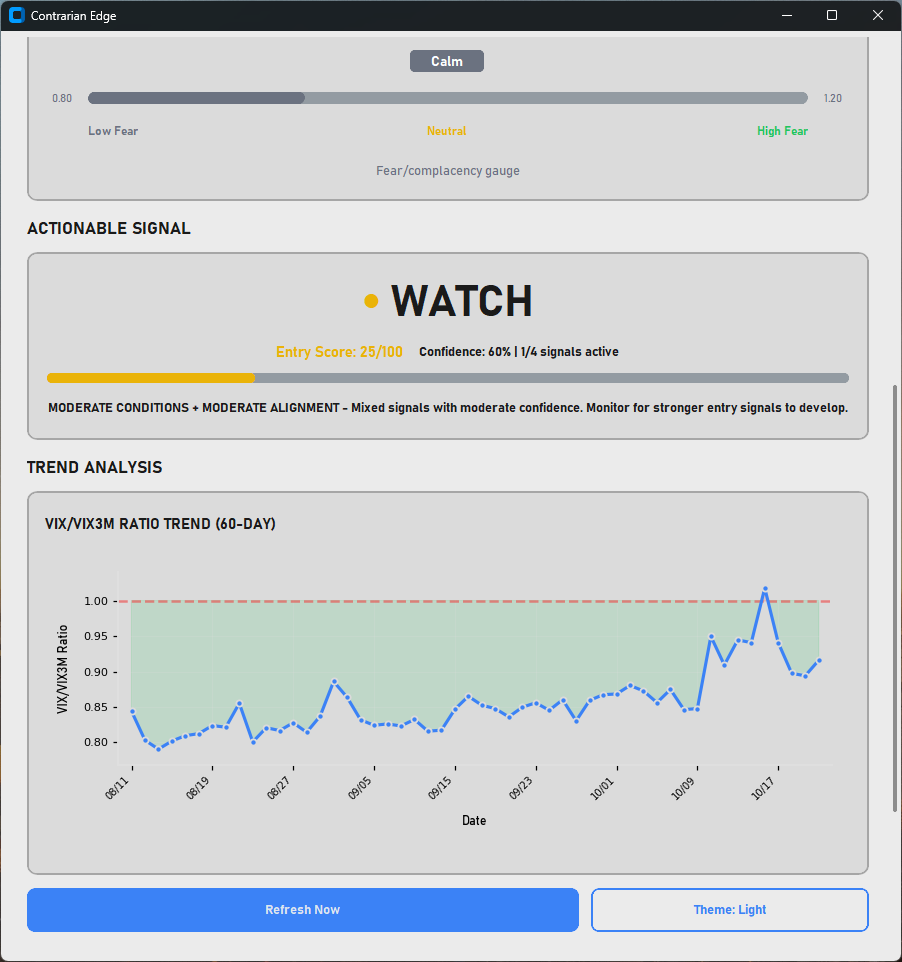 Contrarian Edge
Calm
0.80
1.20
Low Fear
Neutral
High Fear
Fear/complacency gauge
ACTIONABLE SIGNAL
WATCH
Entry Score: 25/100
Confidence: 60% | 1/4 signals active
MODERATE CONDITIONS + MODERATE ALIGNMENT - Mixed signals with moderate confidence. Monitor for stronger entry signals to develop.
TREND ANALYSIS
VIX/VIX3M RATIO TREND (60-DAY)
VIX/VIX3M Ratio
1.00
0.95
0.90
0.85
0.80
08/11
08/19
08/27
09/05
09/15
09/23
10/01
10/09
10/17
Date
Refresh Now
Theme: Light